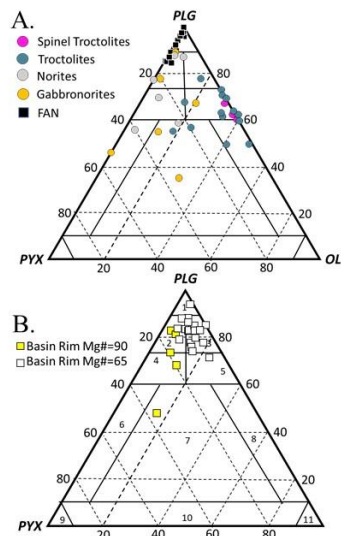 A.
PLG
Spinel Troctolites
Troctolites
Norites
Gabbronorites
FAN
20 80
40 60
60 40
80 20
PYX 20 40 60 80 OL
PLG
B.
Basin Rim Mg#=90
Basin Rim Mg#=65
1
20 2 3 80
4 5
40 60
6 7 8
60 40
80 20
9 10 11
PYX 20 40 60 80